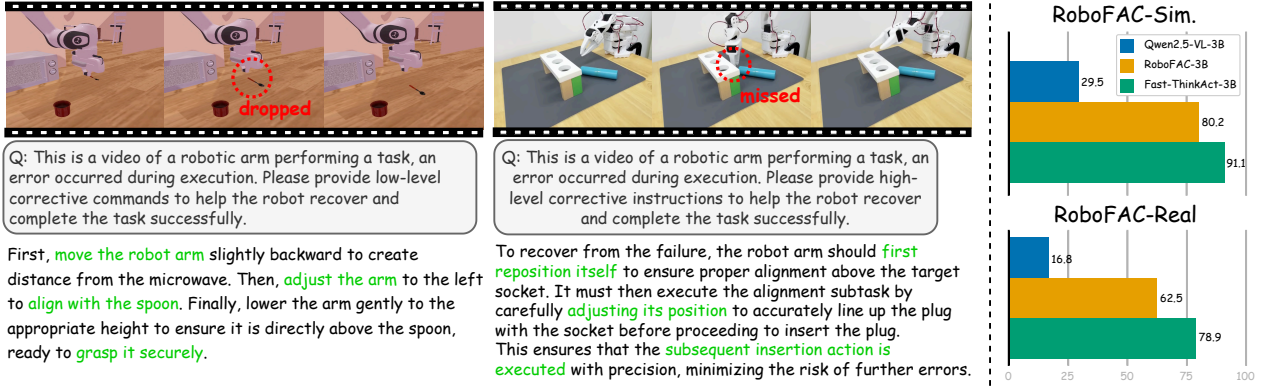 dropped
Q: This is a video of a robotic arm performing a task, an
error occurred during execution. Please provide low-level
corrective commands to help the robot recover and
complete the task successfully.
First, move the robot arm slightly backward to create
distance from the microwave. Then, adjust the arm to the left
to align with the spoon. Finally, lower the arm gently to the
appropriate height to ensure it is directly above the spoon,
ready to grasp it securely.
missed
Q: This is a video of a robotic arm performing a task, an
error occurred during execution. Please provide high-
level corrective instructions to help the robot recover
and complete the task successfully.
To recover from the failure, the robot arm should first
reposition itself to ensure proper alignment above the target
socket. It must then execute the alignment subtask by
carefully adjusting its position to accurately line up the plug
with the socket before proceeding to insert the plug.
This ensures that the subsequent insertion action is
executed with precision, minimizing the risk of further errors.
RoboFAC-Sim.
Qwen2.5-VL-3B
RoboFAC-3B
Fast-ThinkAct-3B
29.5
80.2
91.1
RoboFAC-Real
16.8
62.5
78.9
0 25 50 75 100